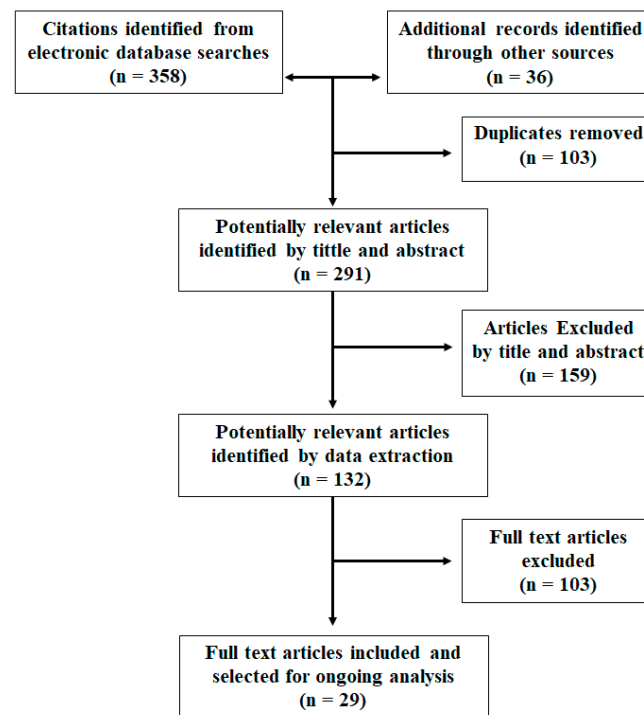 Citations identified from
electronic database searches
(n = 358)
Additional records identified
through other sources
(n = 36)
Duplicates removed
(n = 103)
Potentially relevant articles
identified by tittle and abstract
(n = 291)
Articles Excluded
by title and abstract
(n = 159)
Potentially relevant articles
identified by data extraction
(n = 132)
Full text articles
excluded
(n = 103)
Full text articles included and
selected for ongoing analysis
(n = 29)